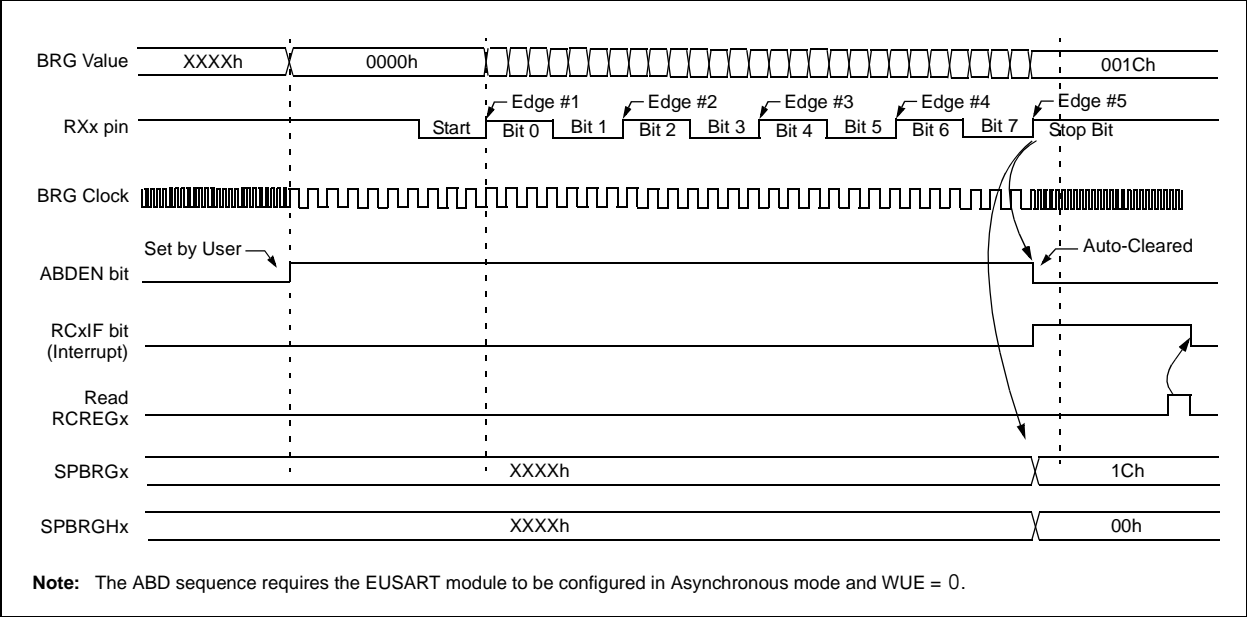 BRG Value
XXXXh
0000h
001Ch
RXx pin
Start
Edge #1
Bit 0
Bit 1
Edge #2
Bit 2
Bit 3
Edge #3
Bit 4
Bit 5
Edge #4
Bit 6
Bit 7
Edge #5
Stop Bit
BRG Clock
Set by User
Auto-Cleared
ABDEN bit
RCxIF bit
(Interrupt)
Read
RCREGx
SPBRGx
XXXXh
1Ch
SPBRGHx
XXXXh
00h
Note: The ABD sequence requires the EUSART module to be configured in Asynchronous mode and WUE = 0.